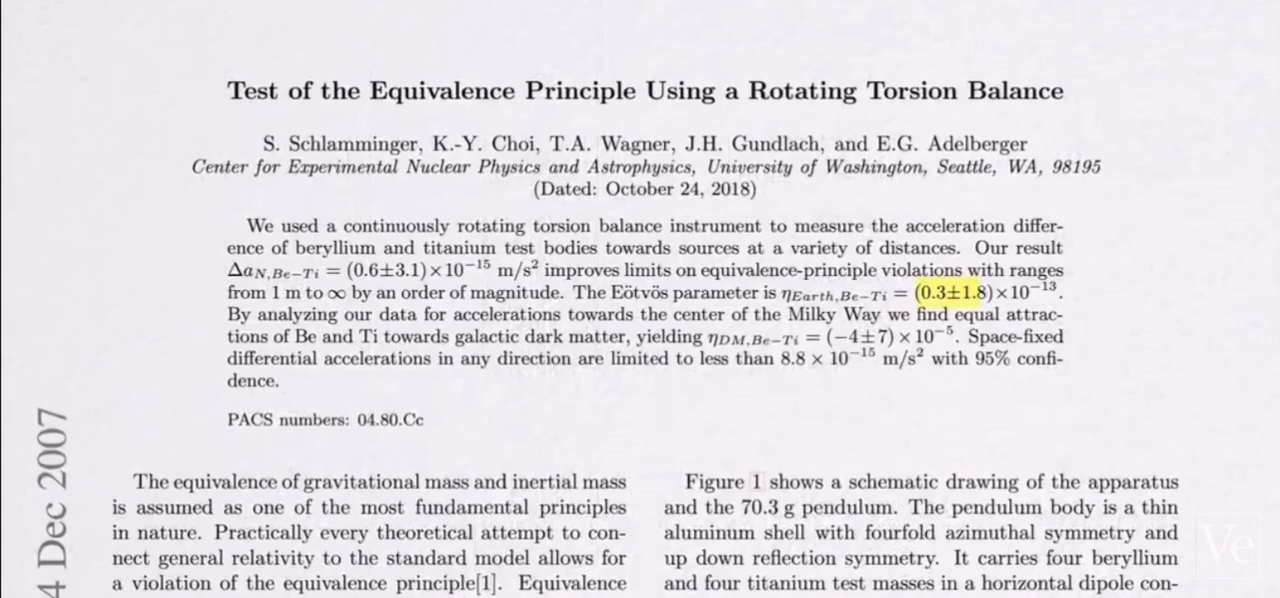 Test of the Equivalence Principle Using a Rotating Torsion Balance
S. Schlamminger, K.-Y. Choi, T.A. Wagner, J.H. Gundlach, and E.G. Adelberger
Center for Experimental Nuclear Physics and Astrophysics, University of Washington, Seattle, WA, 98195
(Dated: October 24, 2018)
We used a continuously rotating torsion balance instrument to measure the acceleration differ-
ence of beryllium and titanium test bodies towards sources at a variety of distances. Our result
Δa_{N,Be−Ti} = (0.6±3.1)×10⁻¹⁵ m/s² improves limits on equivalence-principle violations with ranges
from 1 m to ∞ by an order of magnitude. The Eötvös parameter is η_{Earth,Be−Ti} = (0.3±1.8)×10⁻¹³.
By analyzing our data for accelerations towards the center of the Milky Way we find equal attrac-
tions of Be and Ti towards galactic dark matter, yielding η_{DM,Be−Ti} = (−4±7) × 10⁻⁵. Space-fixed
differential accelerations in any direction are limited to less than 8.8 × 10⁻¹⁵ m/s² with 95% confi-
dence.
PACS numbers: 04.80.Cc
4 Dec 2007
The equivalence of gravitational mass and inertial mass
is assumed as one of the most fundamental principles
in nature. Practically every theoretical attempt to con-
nect general relativity to the standard model allows for
a violation of the equivalence principle[1]. Equivalence
Figure 1 shows a schematic drawing of the apparatus
and the 70.3 g pendulum. The pendulum body is a thin
aluminum shell with fourfold azimuthal symmetry and
up down reflection symmetry. It carries four beryllium
and four titanium test masses in a horizontal dipole con-
Ve